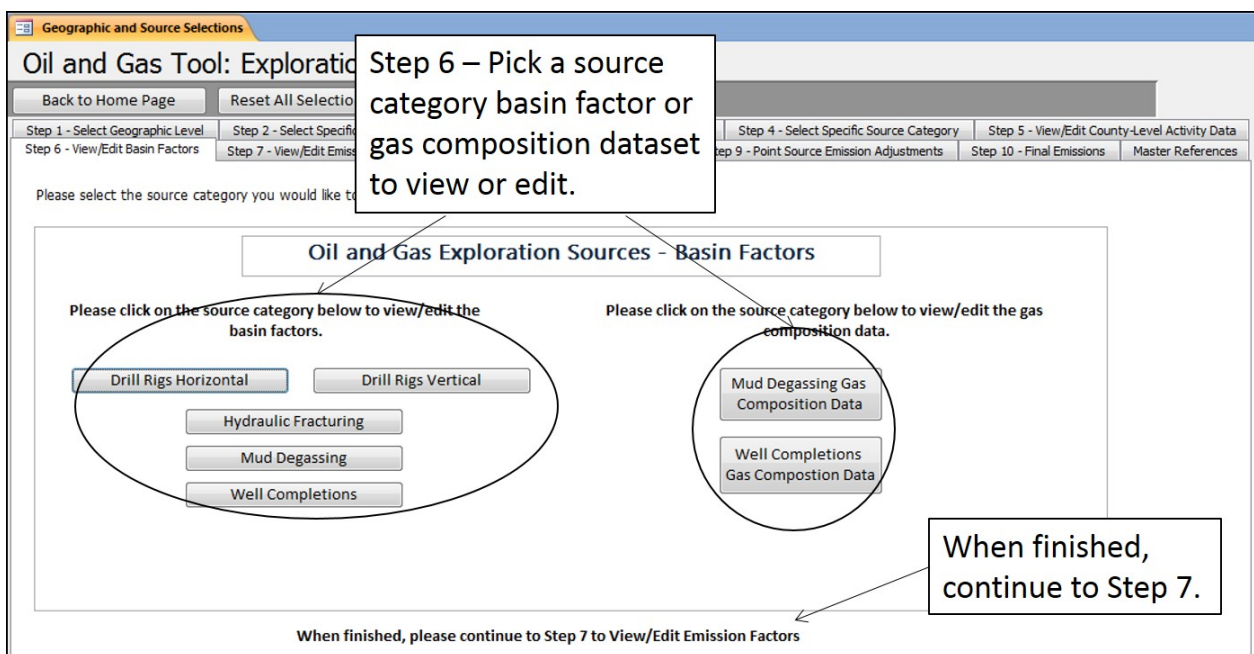 Geographic and Source Selections
Oil and Gas Tool: Exploratio
Step 6 – Pick a source
category basin factor or
gas composition dataset
to view or edit.
Back to Home Page Reset All Selectio
Step 1 - Select Geographic Level Step 2 - Select Specific Step 4 - Select Specific Source Category Step 5 - View/Edit County-Level Activity Data
Step 6 - View/Edit Basin Factors Step 7 - View/Edit Emiss tep 9 - Point Source Emission Adjustments Step 10 - Final Emissions Master References
Please select the source category you would like to
Oil and Gas Exploration Sources - Basin Factors
Please click on the source category below to view/edit the
basin factors.
Please click on the source category below to view/edit the gas
composition data.
Drill Rigs Horizontal Drill Rigs Vertical
Hydraulic Fracturing
Mud Degassing
Well Completions
Mud Degassing Gas
Composition Data
Well Completions
Gas Compostion Data
When finished,
continue to Step 7.
When finished, please continue to Step 7 to View/Edit Emission Factors